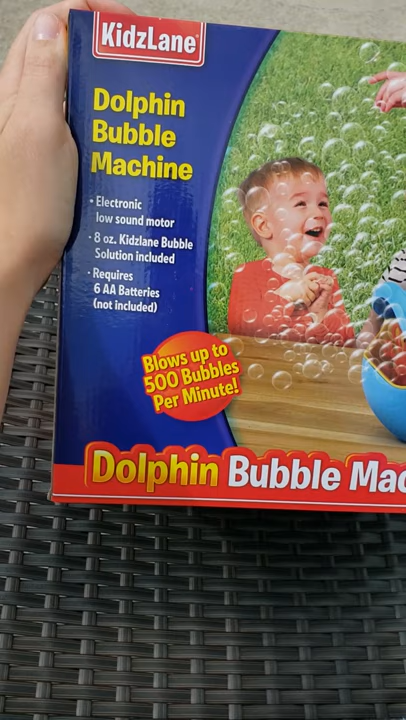 KidzLane
Dolphin
Bubble
Machine
• Electronic
low sound motor
• 8 oz. Kidzlane Bubble
Solution included
• Requires
6 AA Batteries
(not included)
Blows up to
500 Bubbles
Per Minute!
Dolphin Bubble Mac